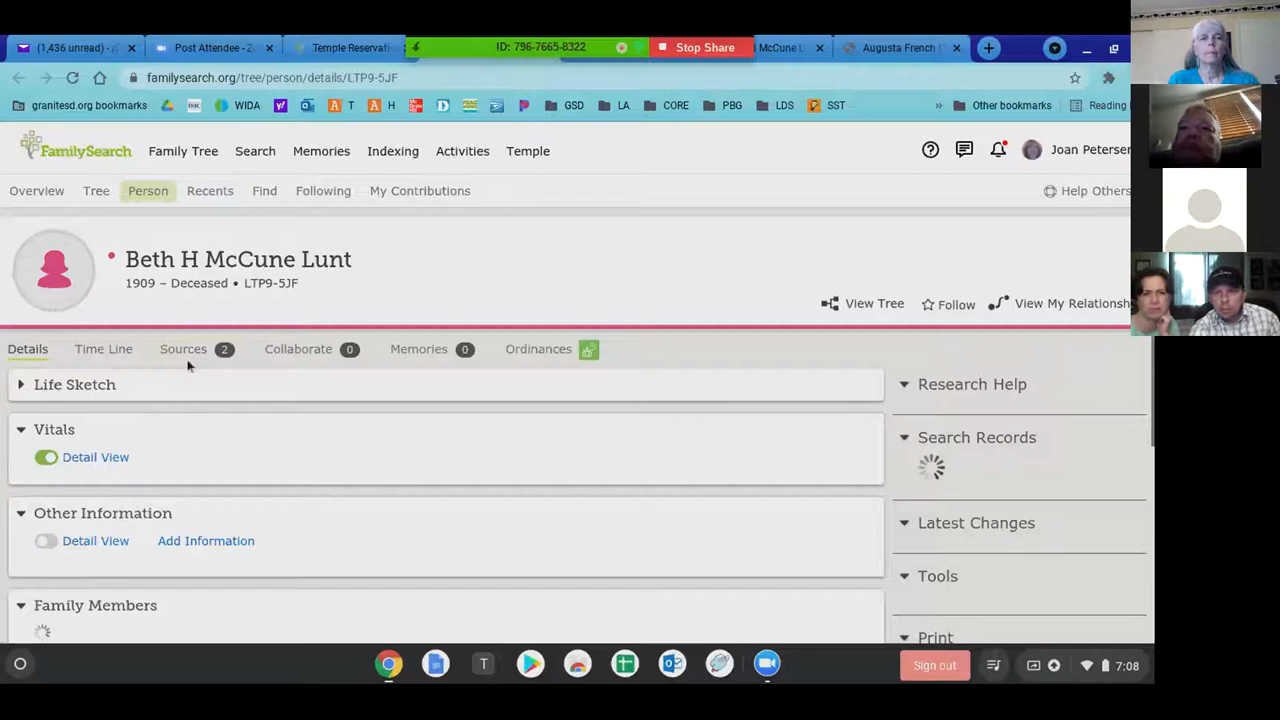 (1,436 unread) -
Post Attendee - Z
Temple Reservati
ID: 796-7665-8322
Stop Share
McCune L
Augusta French
familysearch.org/tree/person/details/LTP9-5JF
granitesd.org bookmarks
WIDA
T
H
GSD
LA
CORE
PBG
LDS
SST
»
Other bookmarks
Reading
FamilySearch
Family Tree
Search
Memories
Indexing
Activities
Temple
Joan Peterser
Overview
Tree
Person
Recents
Find
Following
My Contributions
Help Others
Beth H McCune Lunt
1909 – Deceased • LTP9-5JF
View Tree
Follow
View My Relationsh
Details
Time Line
Sources 2
Collaborate 0
Memories 0
Ordinances
Life Sketch
Research Help
Vitals
Search Records
Detail View
Other Information
Latest Changes
Detail View
Add Information
Tools
Family Members
Print
T
Sign out
7:08